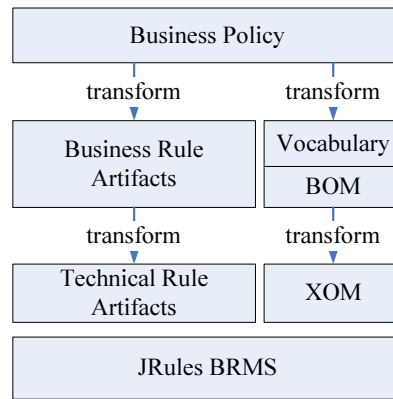 Business Policy
transform
transform
Business Rule
Artifacts
Vocabulary
BOM
transform
transform
Technical Rule
Artifacts
XOM
JRules BRMS